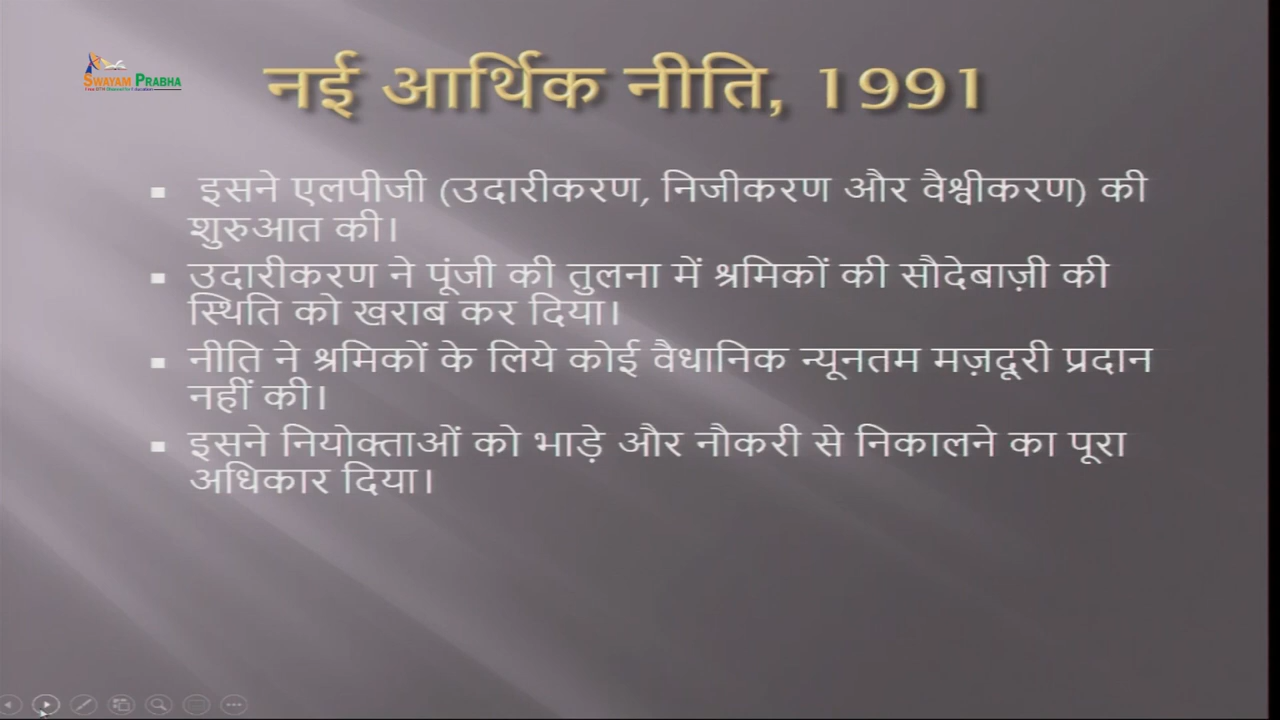 SWAYAM PRABHA
नई आर्थिक नीति, 1991
इसने एलपीजी (उदारीकरण, निजीकरण और वैश्वीकरण) की
शुरुआत की।
उदारीकरण ने पूंजी की तुलना में श्रमिकों की सौदेबाज़ी की
स्थिति को खराब कर दिया।
नीति ने श्रमिकों के लिये कोई वैधानिक न्यूनतम मज़दूरी प्रदान
नहीं की।
इसने नियोक्ताओं को भाड़े और नौकरी से निकालने का पूरा
अधिकार दिया।